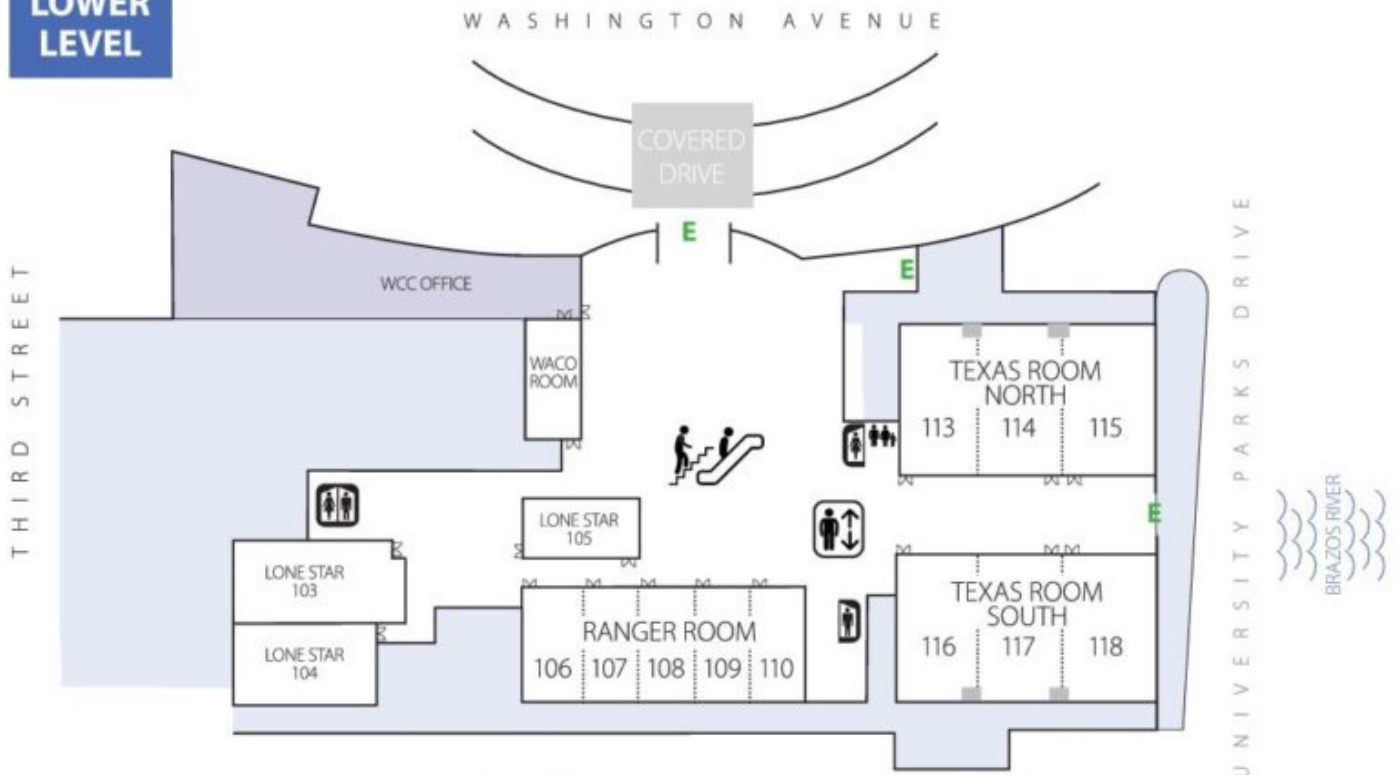 LOWER
LEVEL
WASHINGTON AVENUE
COVERED
DRIVE
E
E
WCC OFFICE
THIRD STREET
UNIVERSITY PARKS DRIVE
WACO
ROOM
TEXAS ROOM
NORTH
113 114 115
E
BRAZOS RIVER
LONE STAR
105
LONE STAR
103
LONE STAR
104
RANGER ROOM
106 107 108 109 110
TEXAS ROOM
SOUTH
116 117 118